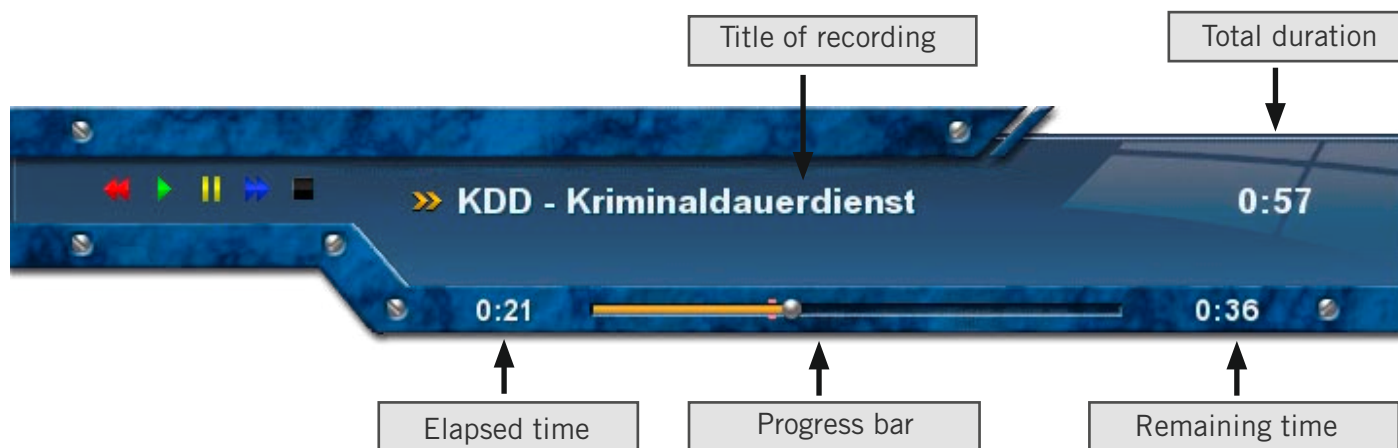 Title of recording
Total duration
KDD - Kriminaldauerdienst
0:57
0:21
0:36
Elapsed time
Progress bar
Remaining time